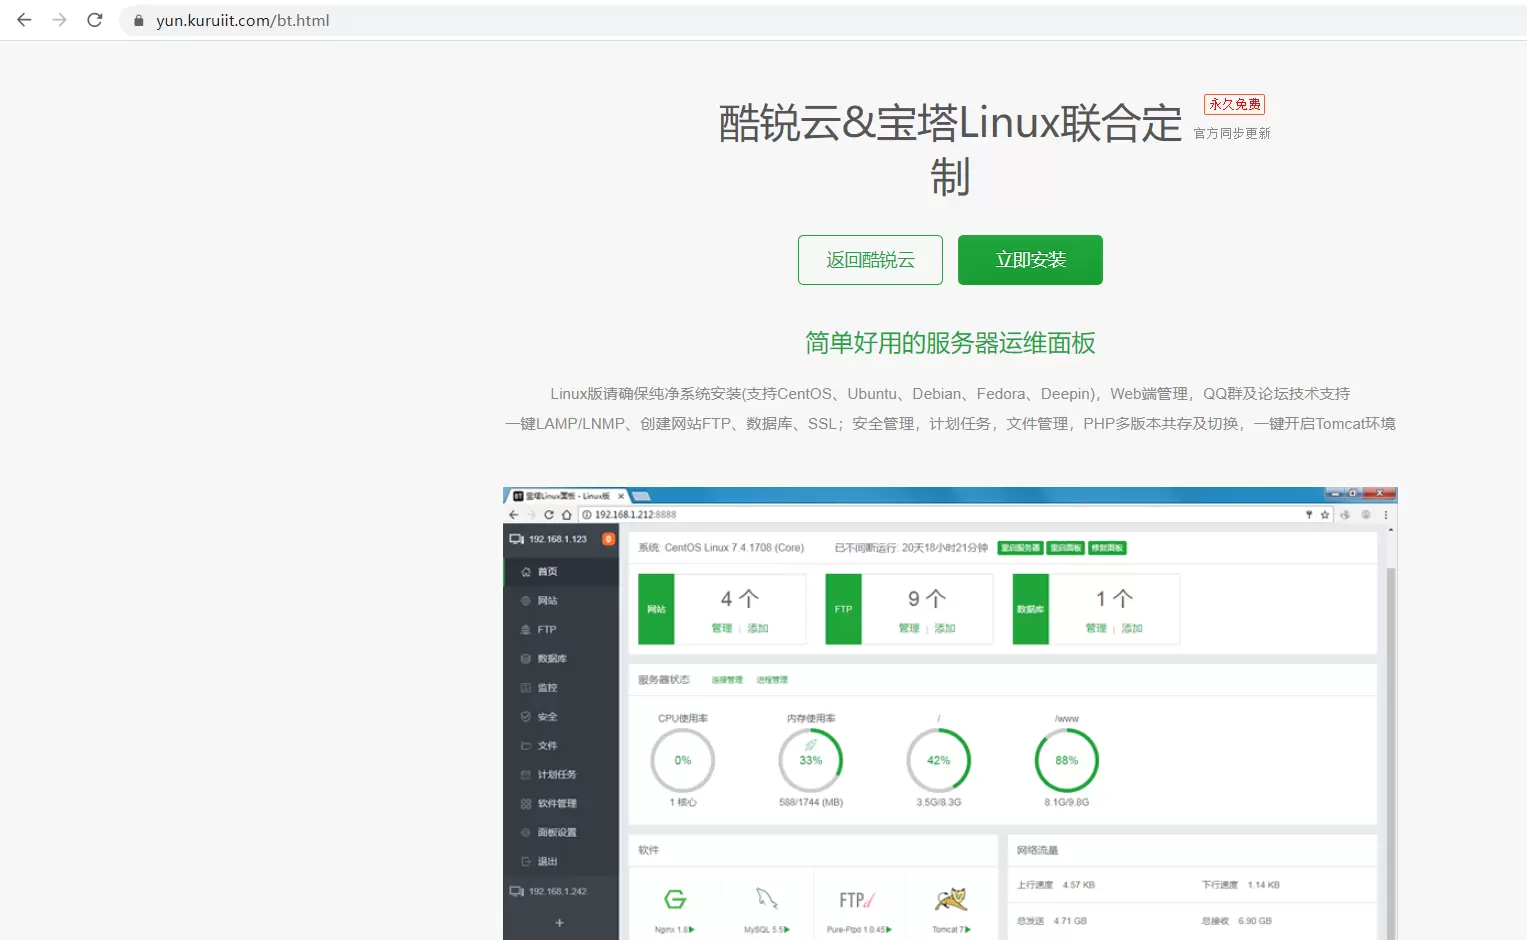 yun.kuruiit.com/bt.html
酷锐云&宝塔Linux联合定
制
永久免费
官方同步更新
返回酷锐云
立即安装
简单好用的服务器运维面板
Linux版请确保纯净系统安装(支持CentOS、Ubuntu、Debian、Fedora、Deepin)，Web端管理，QQ群及论坛技术支持
一键LAMP/LNMP、创建网站FTP、数据库、SSL；安全管理，计划任务，文件管理，PHP多版本共存及切换，一键开启Tomcat环境
宝塔Linux面板 - Linux版
192.168.1.212:8888
192.168.1.123
0
首页
网站
FTP
数据库
监控
安全
文件
计划任务
软件管理
面板设置
退出
192.168.1.242
系统: CentOS Linux 7.4.1708 (Core)
已不间断运行: 20天18小时21分钟
重启服务器
重启面板
修复面板
网站
4 个
管理 | 添加
FTP
9 个
管理 | 添加
数据库
1 个
管理 | 添加
服务器状态
连接管理
进程管理
CPU使用率
0%
1 核心
内存使用率
33%
588/1744 (MB)
/
42%
3.5G/8.3G
/www
88%
8.1G/9.8G
软件
FTPd
Nginx 1.8
MySQL 5.5
Pure-Ftpd 1.0.45
Tomcat 7
网络流量
上行速度 4.57 KB
下行速度 1.14 KB
总发送 4.71 GB
总接收 6.90 GB